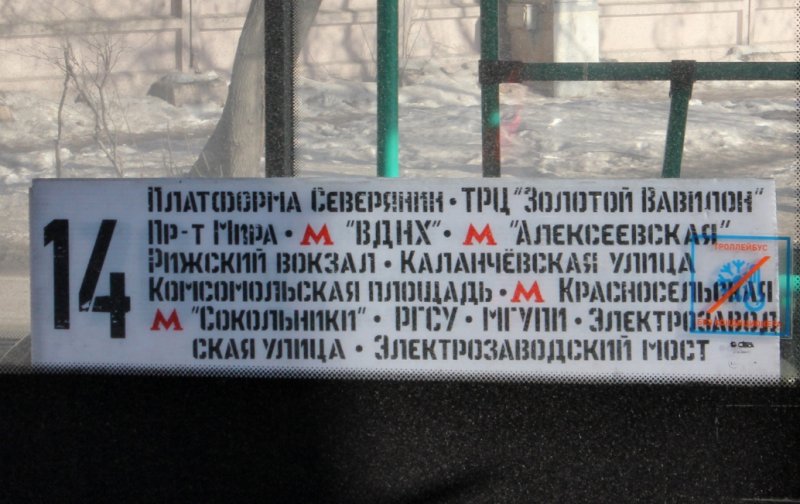 14
Платформа Северянин • ТРЦ "Золотой Вавилон"
Пр-т Мира • М "ВДНХ" • М "Алексеевская"
Рижский вокзал • Каланчёвская улица
Комсомольская площадь • М Красносельская
М "Сокольники" • РГСУ • МГУПИ • Электрозавод
ская улица • Электрозаводский мост
ТРОЛЛЕЙБУС